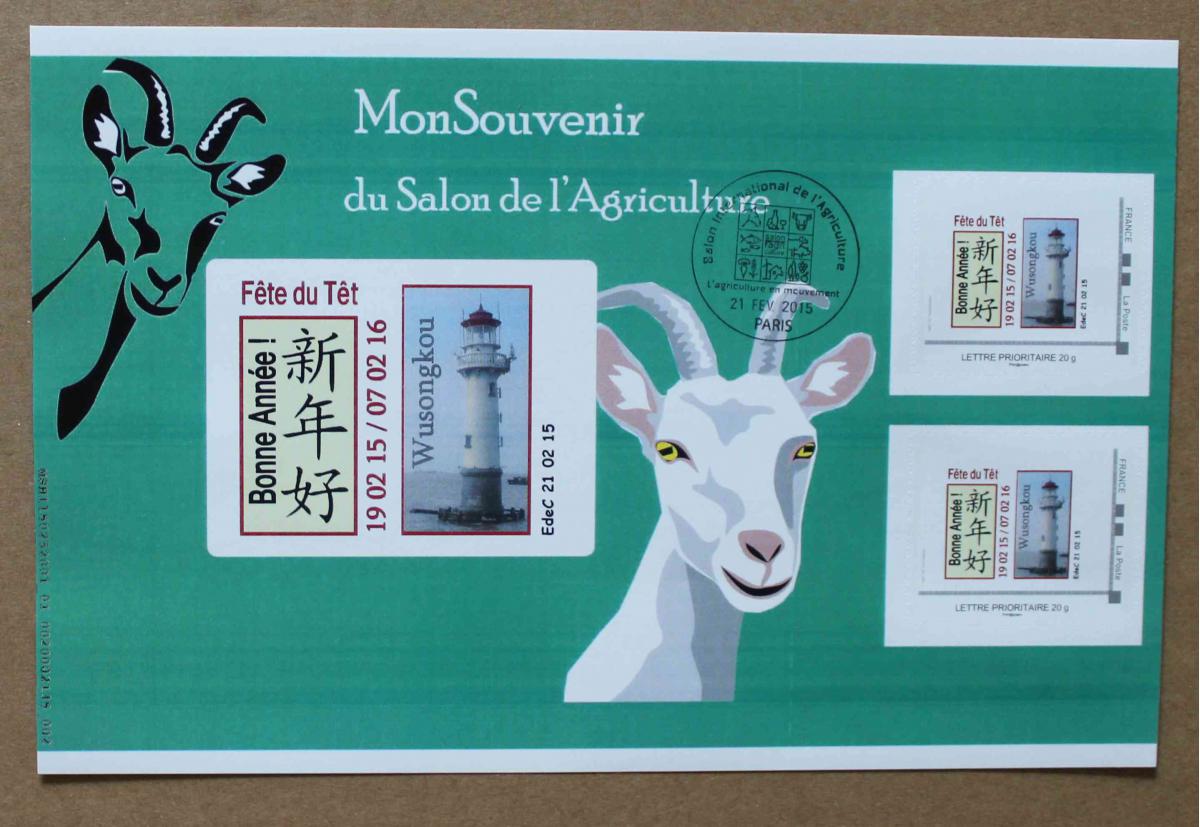 MonSouvenir
du Salon de l'Agriculture
Salon International de l'Agriculture
L'agriculture en mouvement
21 FEV 2015
PARIS
Fête du Têt
Bonne Année !
新年好
19 02 15 / 07 02 16
Wusongkou
EdeC 21 02 15
Fête du Têt
Bonne Année !
新年好
19 02 15 / 07 02 16
Wusongkou
EdeC 21 02 15
FRANCE
La Poste
LETTRE PRIORITAIRE 20 g
Fête du Têt
Bonne Année !
新年好
19 02 15 / 07 02 16
Wusongkou
EdeC 21 02 15
FRANCE
La Poste
LETTRE PRIORITAIRE 20 g